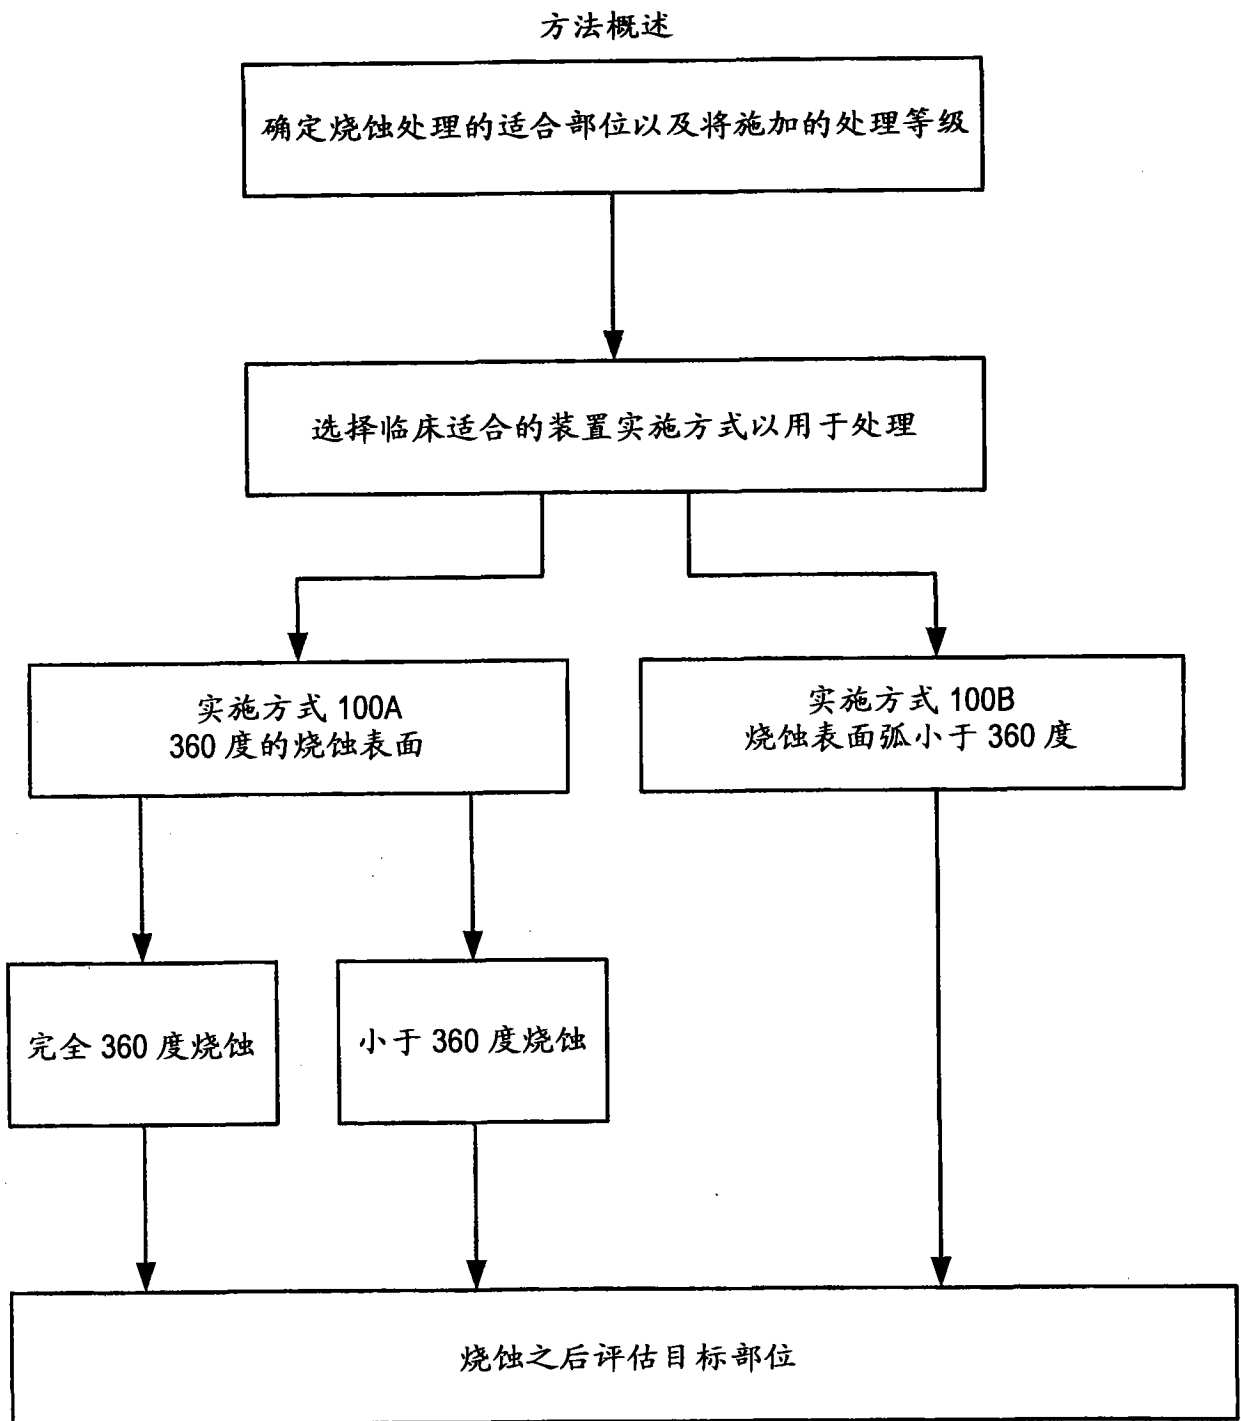 方法概述
确定烧蚀处理的适合部位以及将施加的处理等级
选择临床适合的装置实施方式以用于处理
实施方式 100A
360 度的烧蚀表面
实施方式 100B
烧蚀表面弧小于 360 度
完全 360 度烧蚀
小于 360 度烧蚀
烧蚀之后评估目标部位